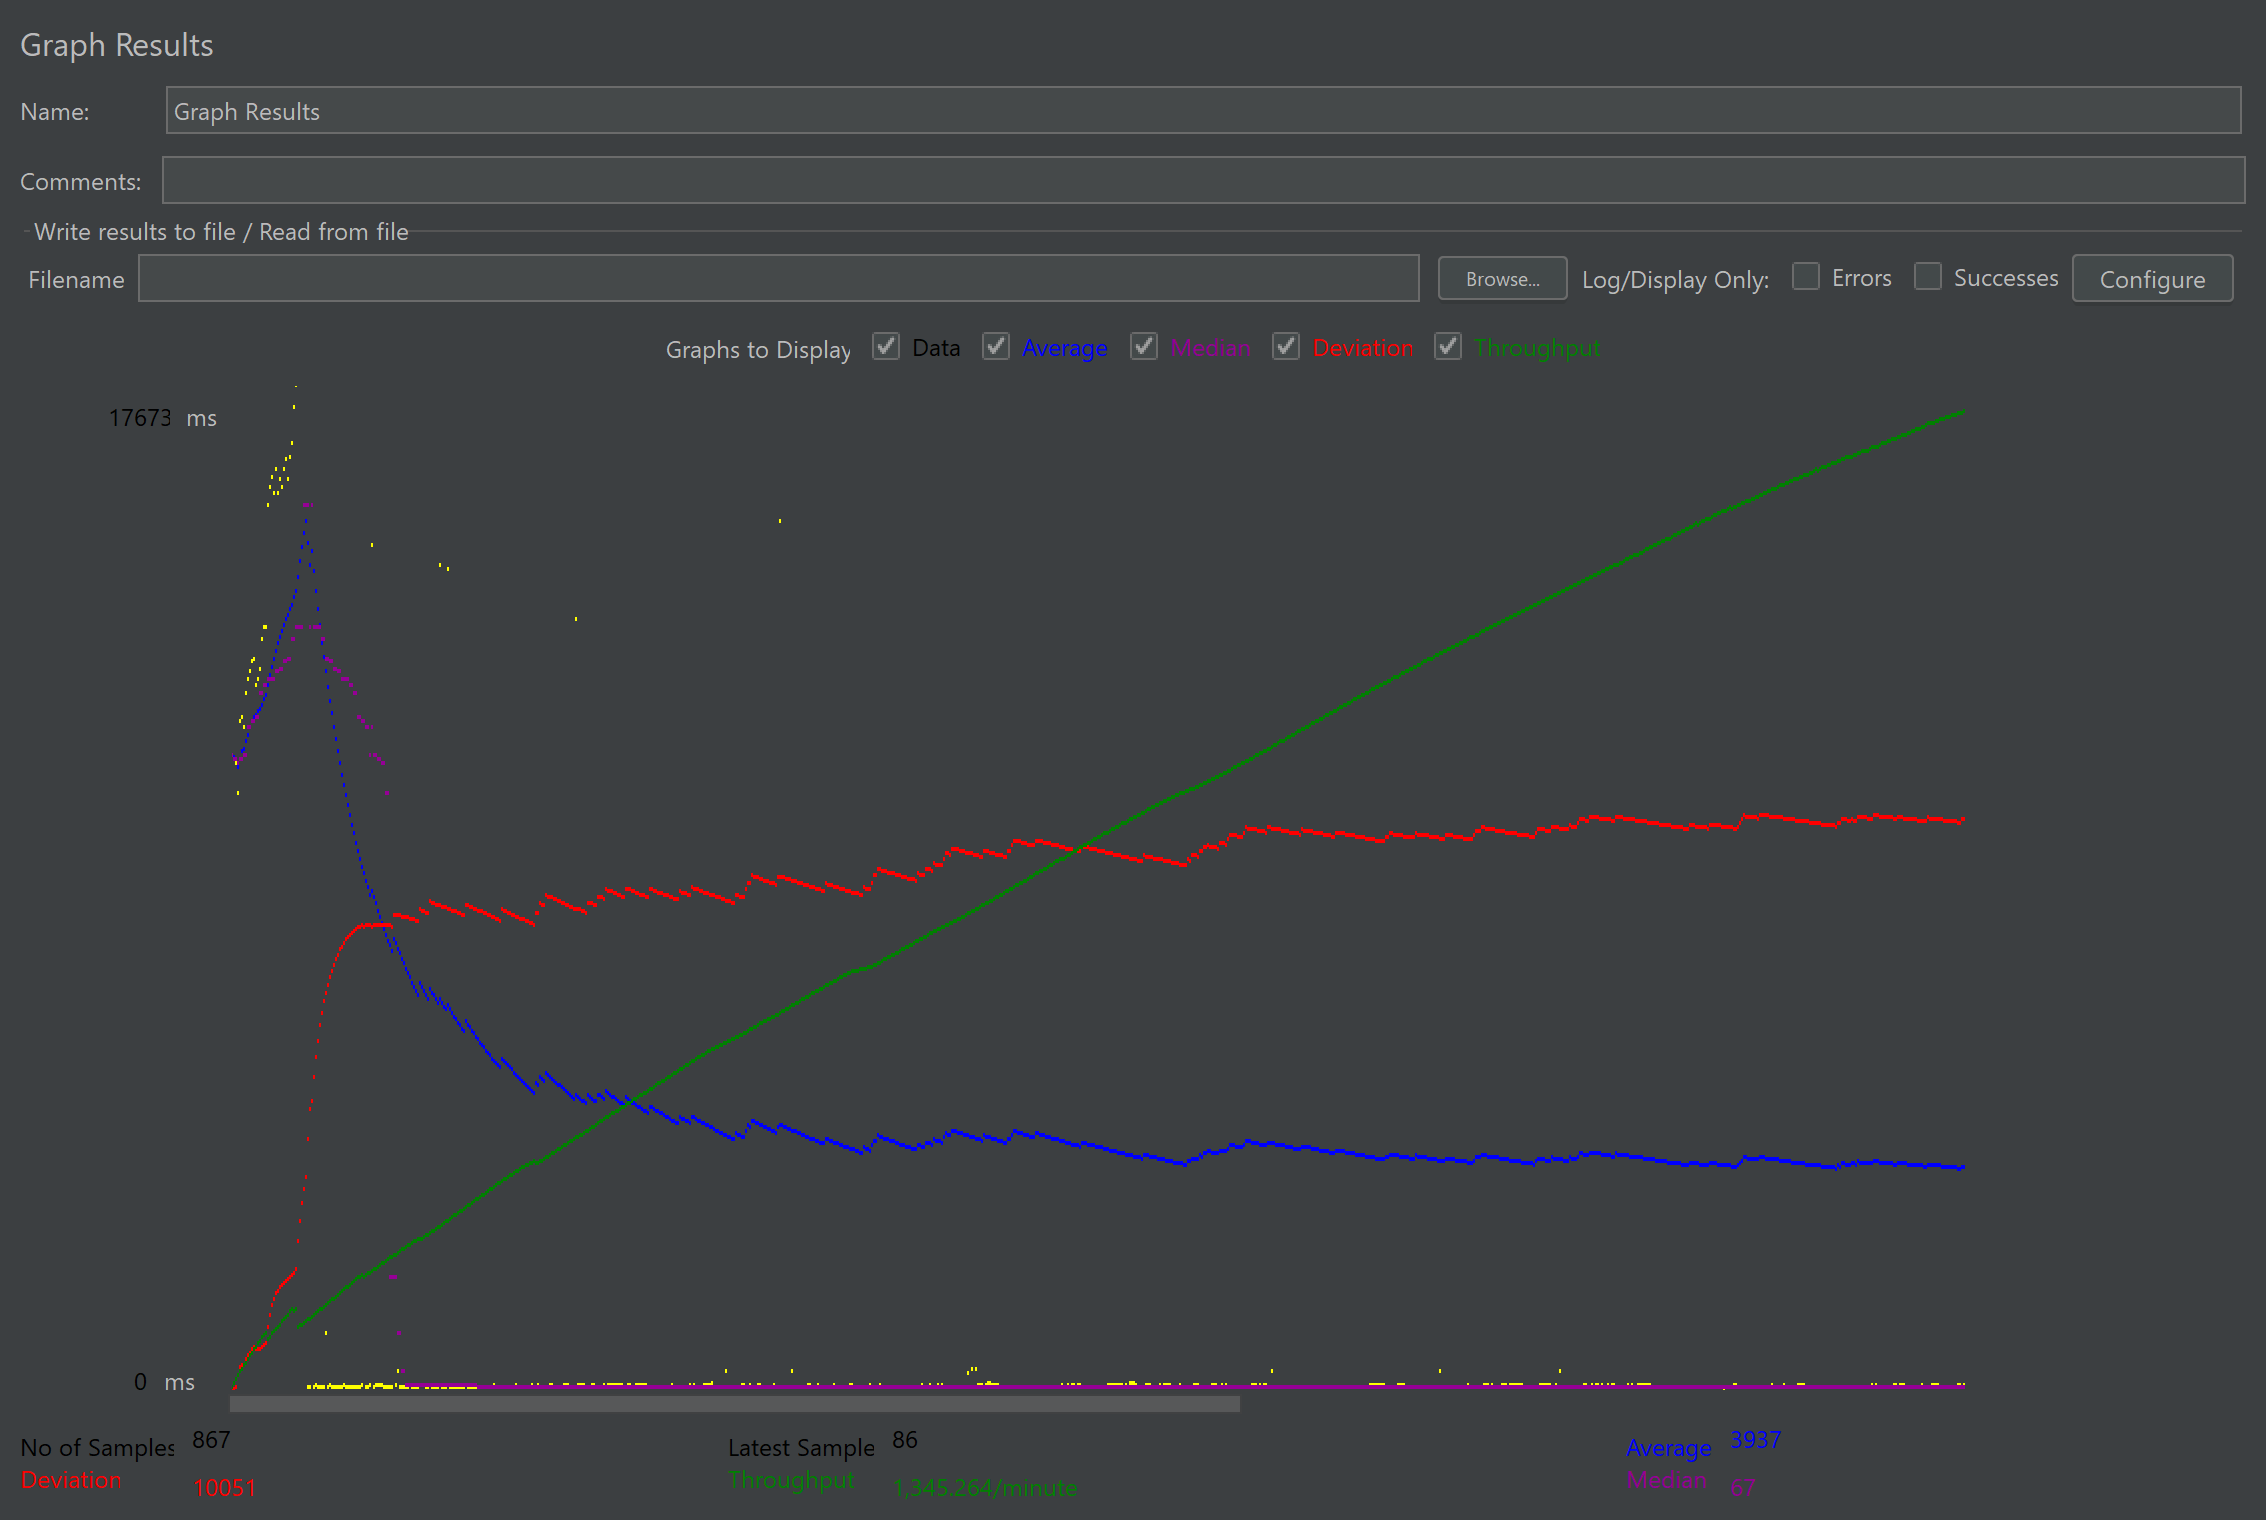 Graph Results
Name: Graph Results
Comments:
Write results to file / Read from file
Filename Browse... Log/Display Only: Errors Successes Configure
Graphs to Display Data Average Median Deviation Throughput
17673 ms
0 ms
No of Samples 867 Latest Sample 86 Average 3937
Deviation 10051 Throughput 1,345.264/minute Median 67